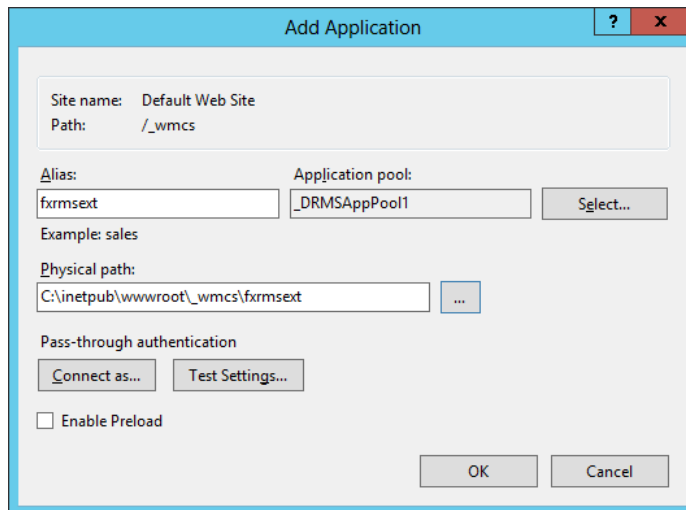 Add Application
? x
Site name: Default Web Site
Path: /_wmcs
Alias: Application pool:
fxrmsext _DRMSAppPool1 Select...
Example: sales
Physical path:
C:\inetpub\wwwroot\_wmcs\fxrmsext ...
Pass-through authentication
Connect as... Test Settings...
Enable Preload
OK Cancel